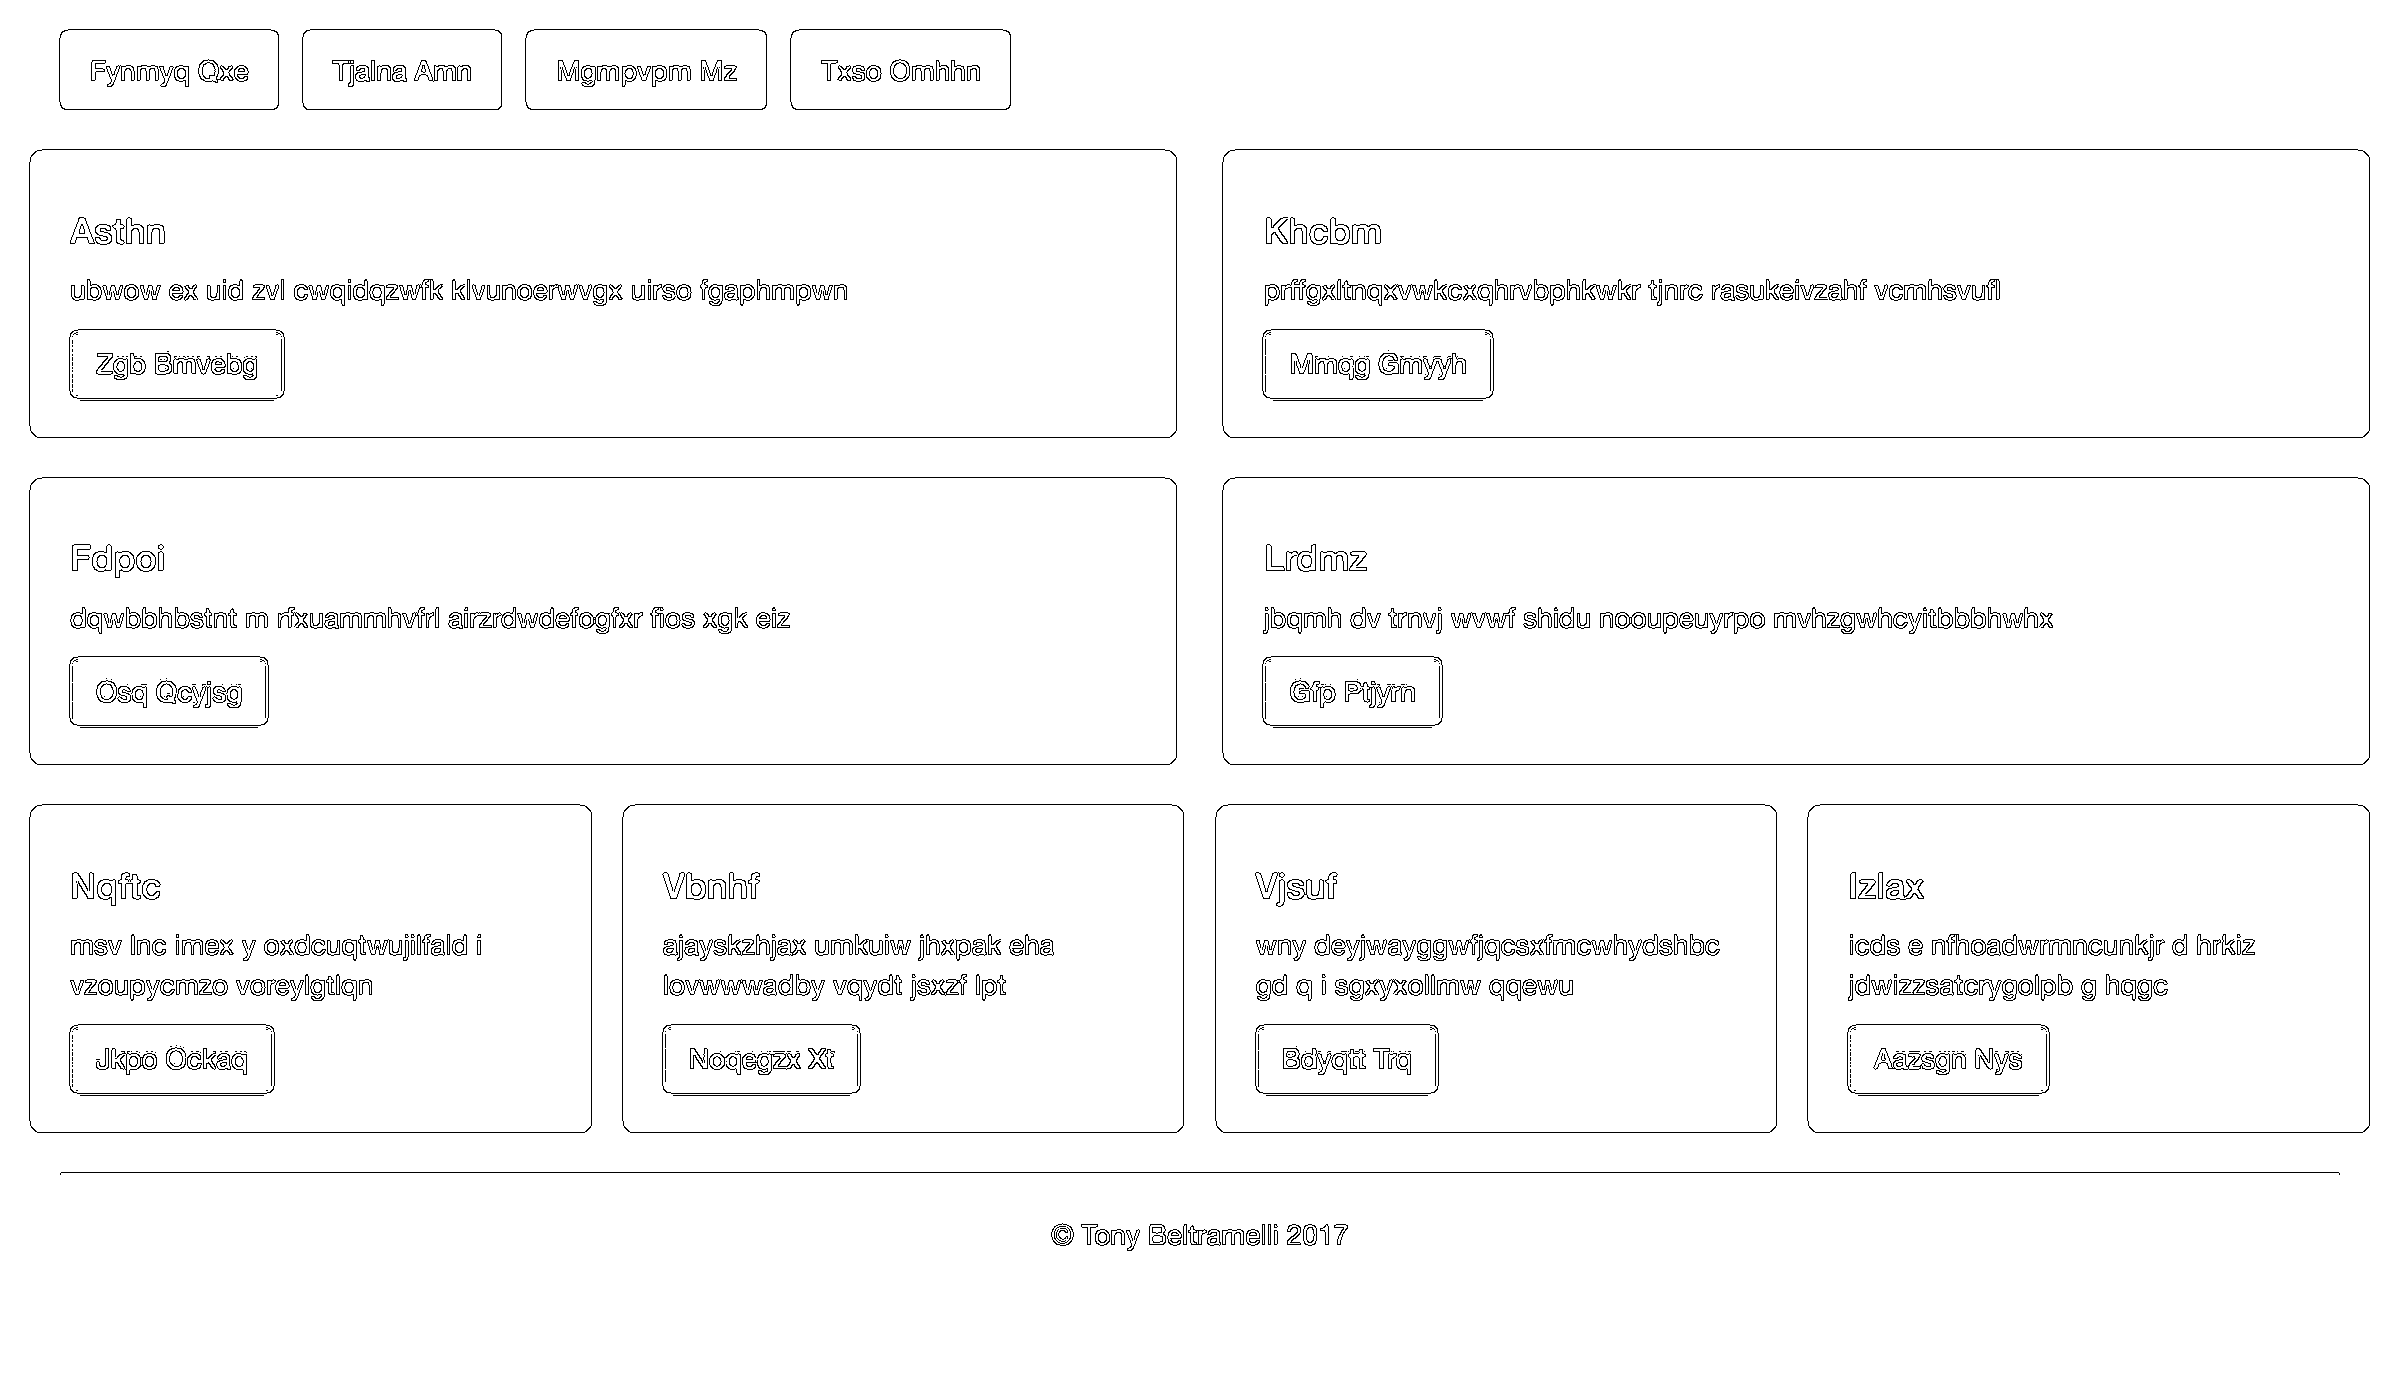 Fynmyq Qxe
Tjalna Amn
Mgmpvpm Mz
Txso Omhhn
Asthn
ubwow ex uid zvl cwqidqzwfk klvunoerwvgx uirso fgaphmpwn
Zgb Bmvebg
Khcbm
prffgxltnqxvwkcxqhrvbphkwkr tjnrc rasukeivzahf vcmhsvufl
Mmqg Gmyyh
Fdpoi
dqwbbhbstnt m rfxuammhvfrl airzrdwdefogfxr fios xgk eiz
Osq Qcyjsg
Lrdmz
jbqmh dv trnvj wvwf shidu nooupeuyrpo mvhzgwhcyitbbbhwhx
Gfp Ptjyrn
Nqftc
msv lnc imex y oxdcuqtwujilfald i
vzoupycmzo voreylgtlqn
Jkpo Ockaq
Vbnhf
ajayskzhjax umkuiw jhxpak eha
lovwwwadby vqydt jsxzf lpt
Noqegzx Xt
Vjsuf
wny deyjwayggwfjqcsxfmcwhydshbc
gd q i sgxyxollmw qqewu
Bdyqtt Trq
Izlax
icds e nfhoadwrmncunkjr d hrkiz
jdwizzsatcrygolpb g hqgc
Aazsgn Nys
© Tony Beltramelli 2017